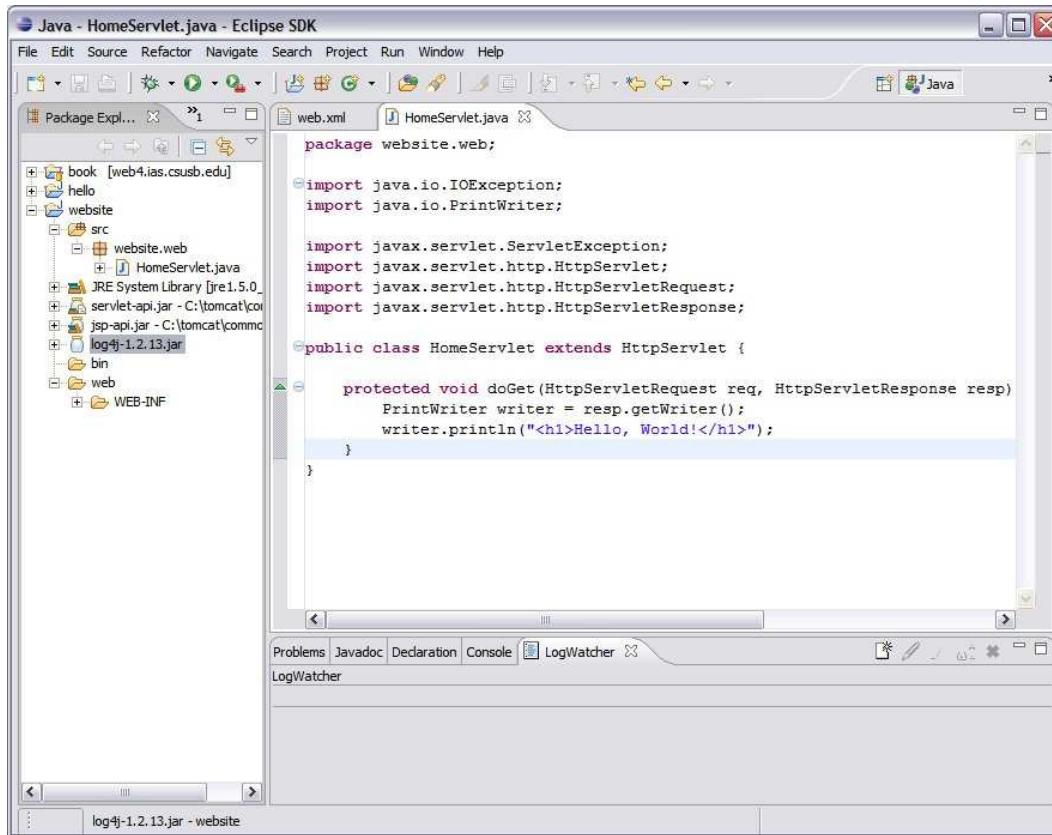 Java - HomeServlet.java - Eclipse SDK
File Edit Source Refactor Navigate Search Project Run Window Help
Java
Package Expl...
»1
web.xml
HomeServlet.java
book [web4.ias.csusb.edu]
hello
website
src
website.web
HomeServlet.java
JRE System Library [jre1.5.0_
servlet-api.jar - C:\tomcat\co
jsp-api.jar - C:\tomcat\commo
log4j-1.2.13.jar
bin
web
WEB-INF
package website.web;
import java.io.IOException;
import java.io.PrintWriter;
import javax.servlet.ServletException;
import javax.servlet.http.HttpServlet;
import javax.servlet.http.HttpServletRequest;
import javax.servlet.http.HttpServletResponse;
public class HomeServlet extends HttpServlet {
protected void doGet(HttpServletRequest req, HttpServletResponse resp)
PrintWriter writer = resp.getWriter();
writer.println("<h1>Hello, World!</h1>");
}
}
Problems Javadoc Declaration Console LogWatcher
LogWatcher
log4j-1.2.13.jar - website